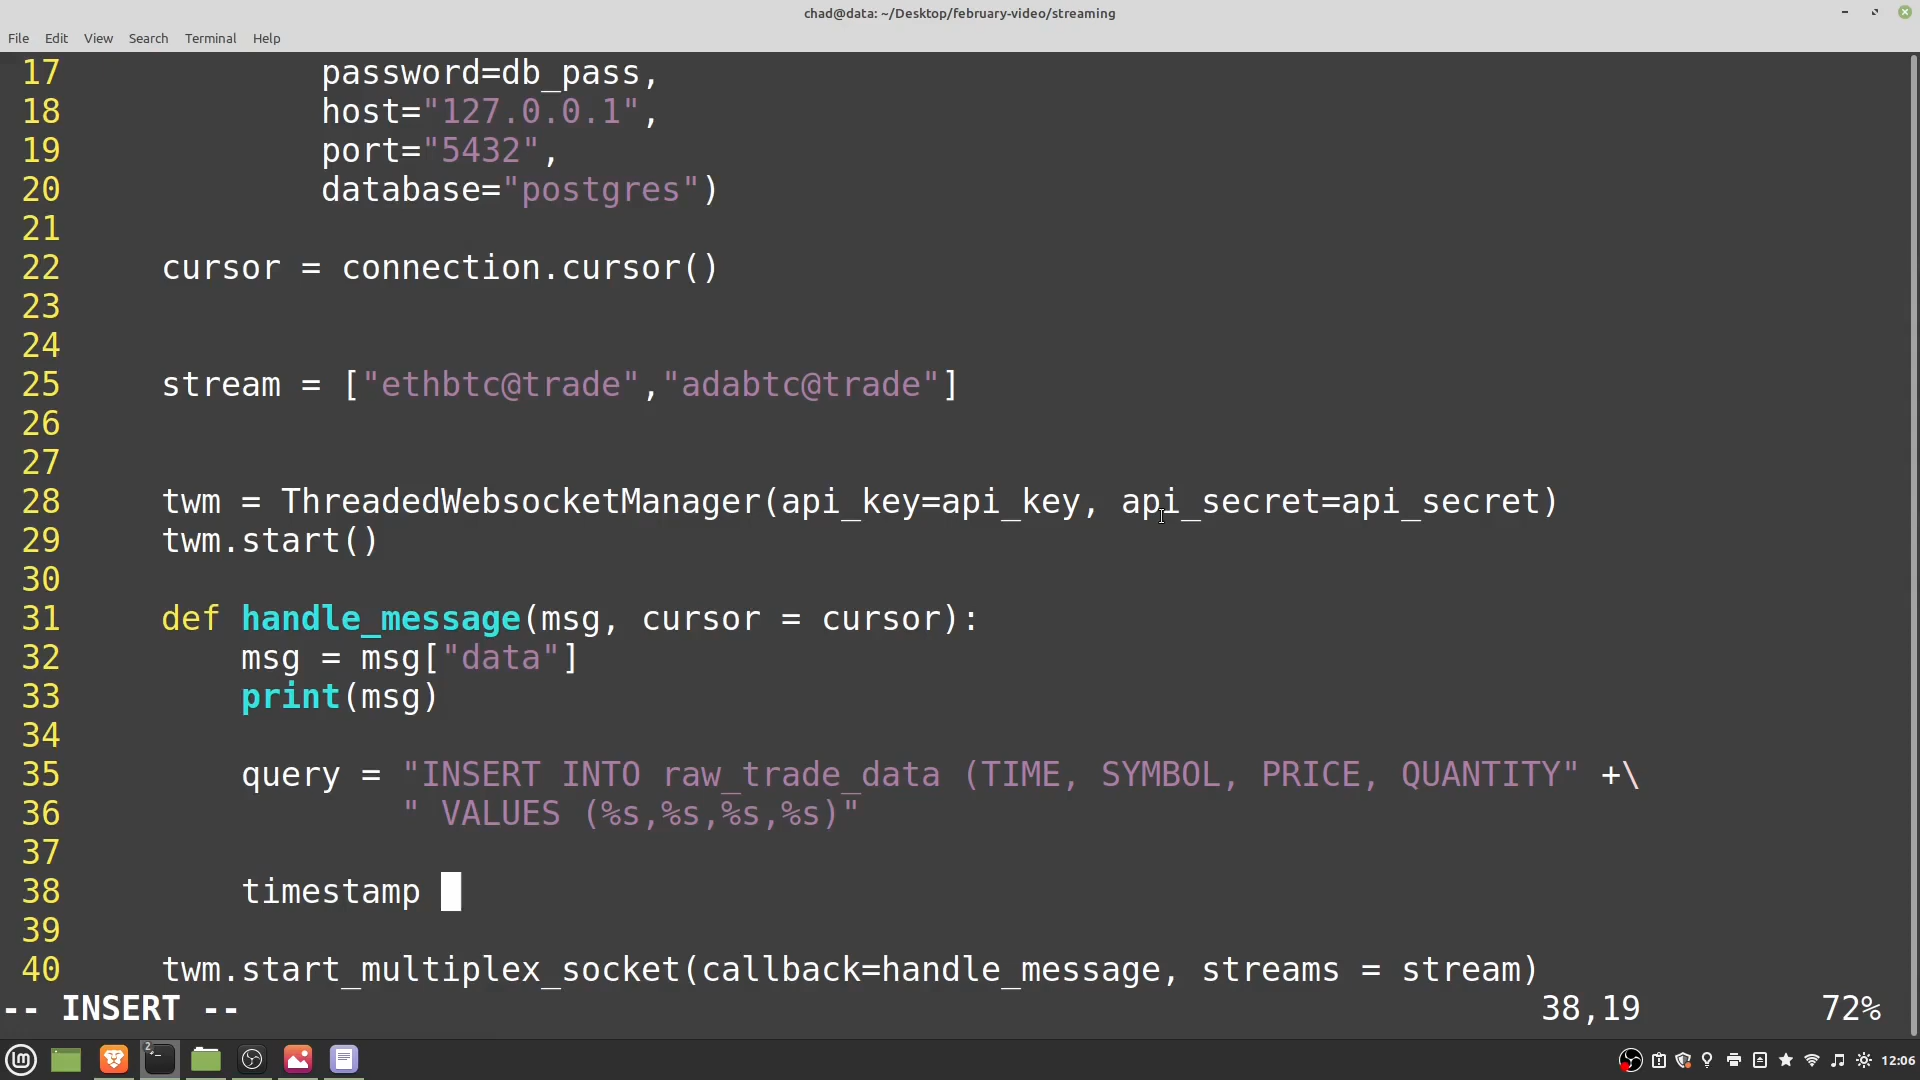 chad@data: ~/Desktop/february-video/streaming
File Edit View Search Terminal Help
17             password=db_pass,
18             host="127.0.0.1",
19             port="5432",
20             database="postgres")
21
22     cursor = connection.cursor()
23
24
25     stream = ["ethbtc@trade","adabtc@trade"]
26
27
28     twm = ThreadedWebsocketManager(api_key=api_key, api_secret=api_secret)
29     twm.start()
30
31     def handle_message(msg, cursor = cursor):
32         msg = msg["data"]
33         print(msg)
34
35         query = "INSERT INTO raw_trade_data (TIME, SYMBOL, PRICE, QUANTITY" +\
36                 " VALUES (%s,%s,%s,%s)"
37
38         timestamp
39
40     twm.start_multiplex_socket(callback=handle_message, streams = stream)
-- INSERT -- 38,19 72%
2
12:06